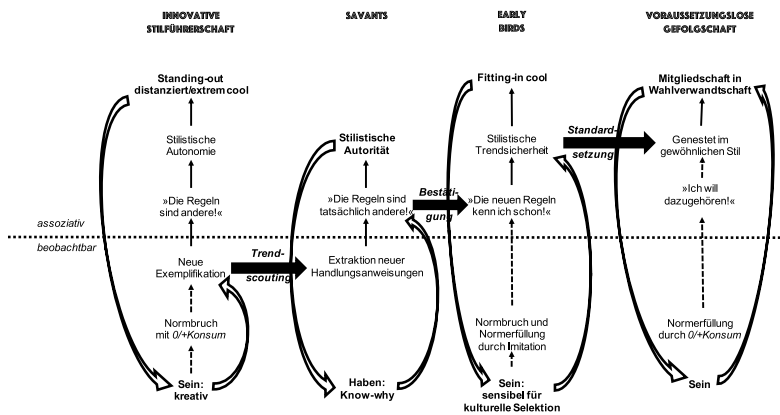 INNOVATIVE
STILFÜHRERSCHAFT
Standing-out
distanziert/extrem cool
Stilistische
Autonomie
»Die Regeln
sind andere!«
assoziativ
beobachtbar
Neue
Exemplifikation
Normbruch
mit 0/+Konsum
Sein:
kreativ
Trend-
scouting
SAVANTS
Stilistische
Autorität
»Die Regeln sind
tatsächlich andere!«
Extraktion neuer
Handlungsanweisungen
Haben:
Know-why
Bestäti-
gung
EARLY
BIRDS
Fitting-in cool
Stilistische
Trendsicherheit
»Die neuen Regeln
kenn ich schon!«
Normbruch und
Normerfüllung
durch Imitation
Sein:
sensibel für
kulturelle Selektion
Standard-
setzung
VORAUSSETZUNGSLOSE
GEFOLGSCHAFT
Mitgliedschaft in
Wahlverwandtschaft
Genestet im
gewöhnlichen Stil
»Ich will
dazugehören!«
Normerfüllung
durch 0/+Konsum
Sein